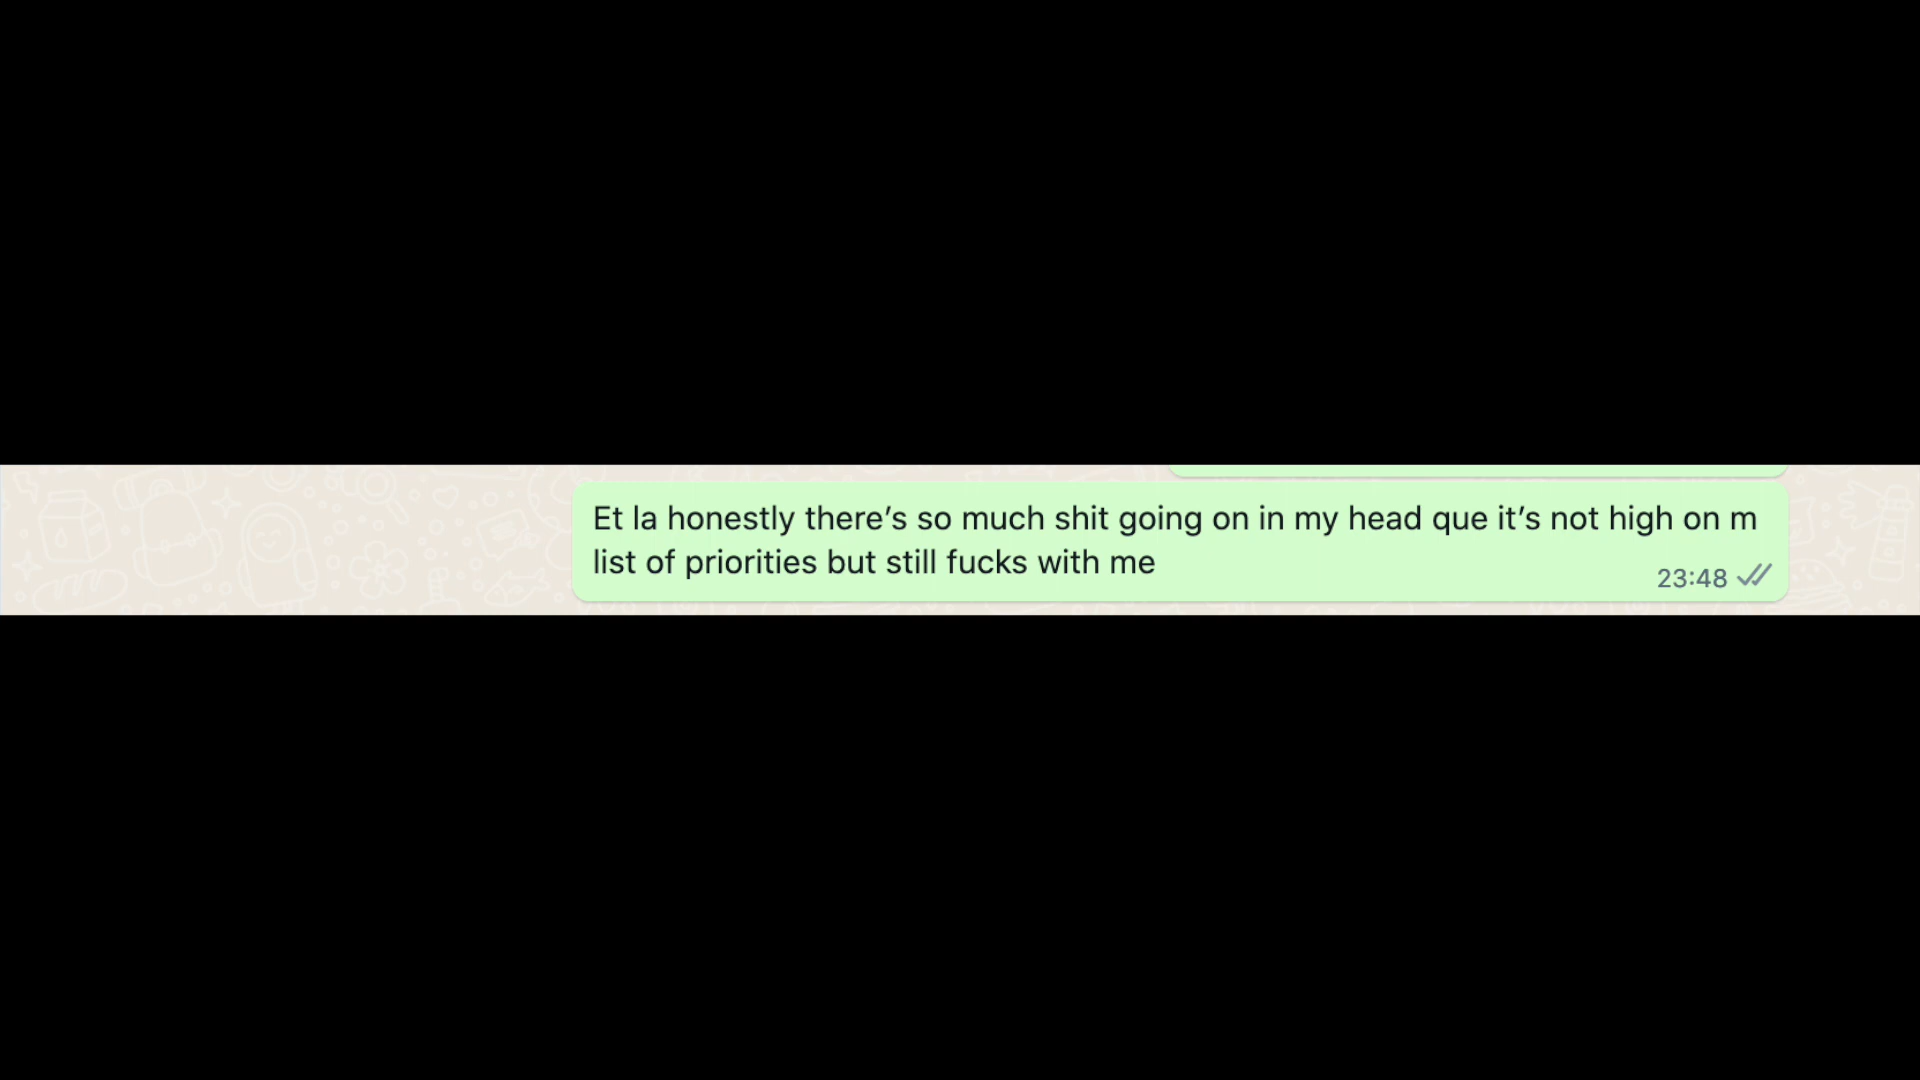 Et la honestly there’s so much shit going on in my head que it’s not high on m
list of priorities but still fucks with me
23:48